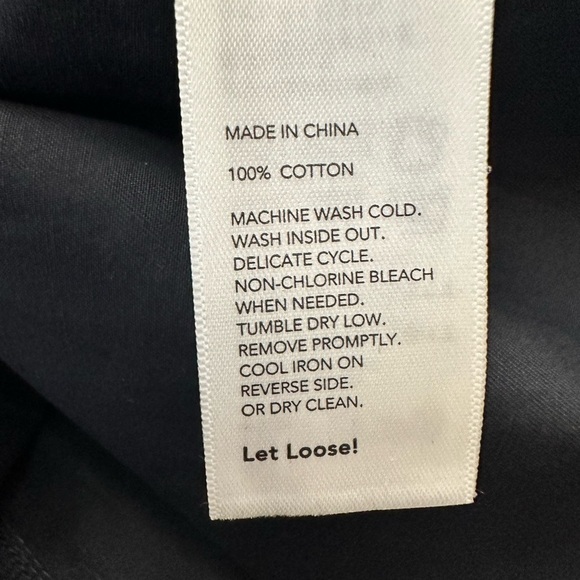 MADE IN CHINA
100% COTTON
MACHINE WASH COLD.
WASH INSIDE OUT.
DELICATE CYCLE.
NON-CHLORINE BLEACH
WHEN NEEDED.
TUMBLE DRY LOW.
REMOVE PROMPTLY.
COOL IRON ON
REVERSE SIDE.
OR DRY CLEAN.
Let Loose!